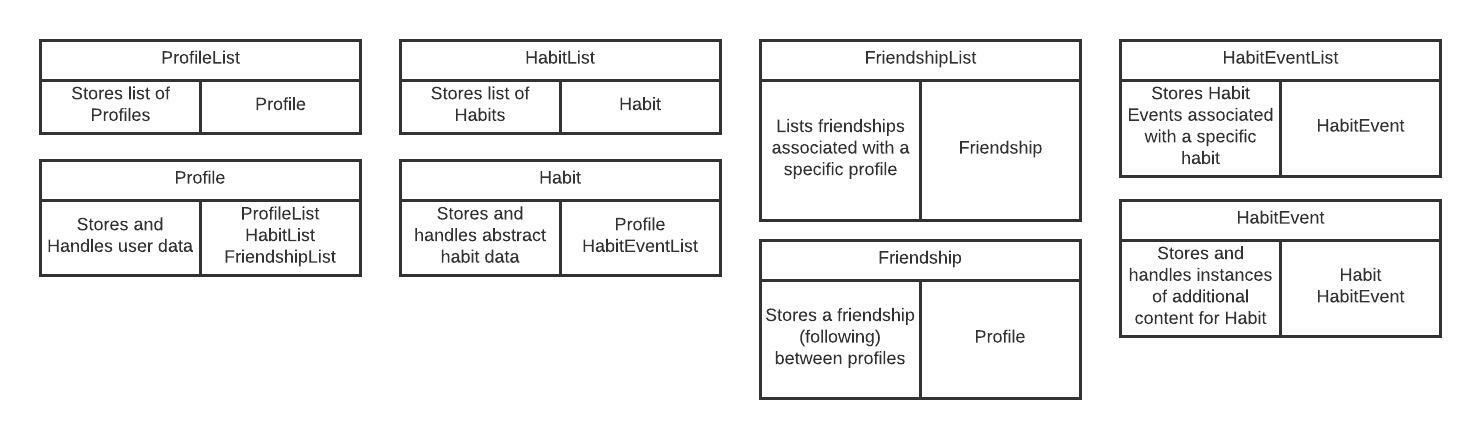 ProfileList
Stores list of
Profiles
Profile
Profile
Stores and
Handles user data
ProfileList
HabitList
FriendshipList
HabitList
Stores list of
Habits
Habit
Habit
Stores and
handles abstract
habit data
Profile
HabitEventList
FriendshipList
Lists friendships
associated with a
specific profile
Friendship
Friendship
Stores a friendship
(following)
between profiles
Profile
HabitEventList
Stores Habit
Events associated
with a specific
habit
HabitEvent
HabitEvent
Stores and
handles instances
of additional
content for Habit
Habit
HabitEvent